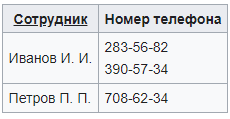 Сотрудник Номер телефона
283-56-82
Иванов И. И.
390-57-34
Петров П. П. 708-62-34